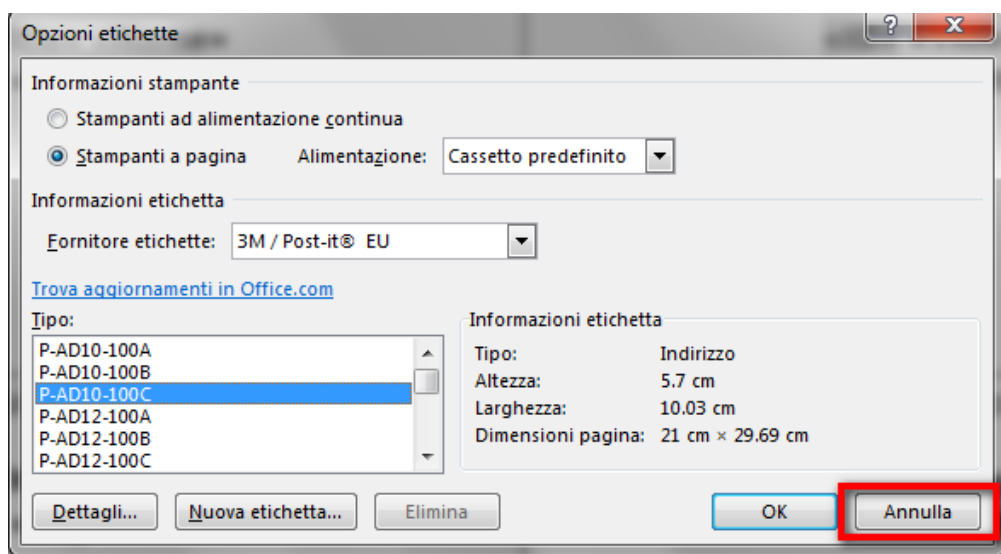 Opzioni etichette
Informazioni stampante
Stampanti ad alimentazione continua
Stampanti a pagina Alimentazione: Cassetto predefinito
Informazioni etichetta
Fornitore etichette: 3M / Post-it® EU
Trova aggiornamenti in Office.com
Tipo:
P-AD10-100A
P-AD10-100B
P-AD10-100C
P-AD12-100A
P-AD12-100B
P-AD12-100C
Informazioni etichetta
Tipo: Indirizzo
Altezza: 5.7 cm
Larghezza: 10.03 cm
Dimensioni pagina: 21 cm × 29.69 cm
Dettagli... Nuova etichetta... Elimina OK Annulla